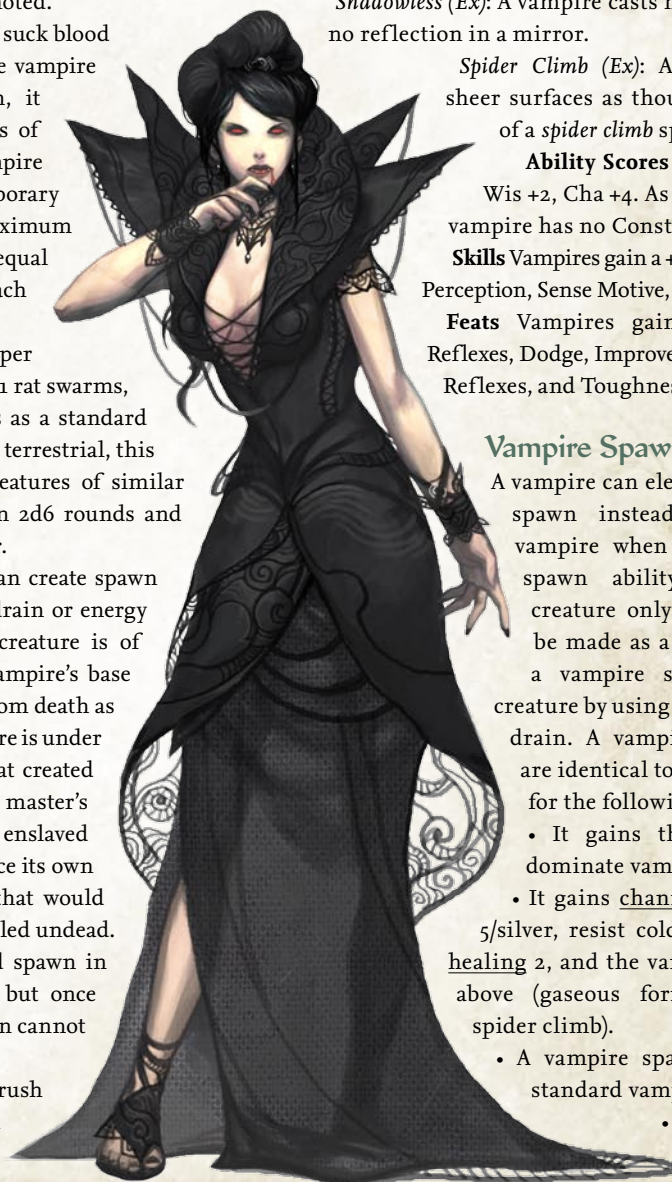 noted.
suck blood
vampire
it
s of
mpire
porary
ximum
equal
ach
per
rat swarms,
as a standard
terrestrial, this
eatures of similar
n 2d6 rounds and
r.
an create spawn
drain or energy
creature is of
ampire's base
om death as
re is under
at created
master's
enslaved
ce its own
that would
led undead.
spawn in
but once
n cannot
rush
Shadowless (Ex): A vampire casts
no reflection in a mirror.
Spider Climb (Ex): A
sheer surfaces as thou
of a spider climb sp
Ability Scores
Wis +2, Cha +4. As
vampire has no Const
Skills Vampires gain a +
Perception, Sense Motive,
Feats Vampires gain
Reflexes, Dodge, Improve
Reflexes, and Toughnes
Vampire Spaw
A vampire can ele
spawn instead
vampire when
spawn ability
creature only
be made as a
a vampire s
creature by using
drain. A vampi
are identical to
for the followi
• It gains th
dominate vam
• It gains chan
5/silver, resist cold
healing 2, and the va
above (gaseous for
spider climb).
• A vampire spa
standard vam
•